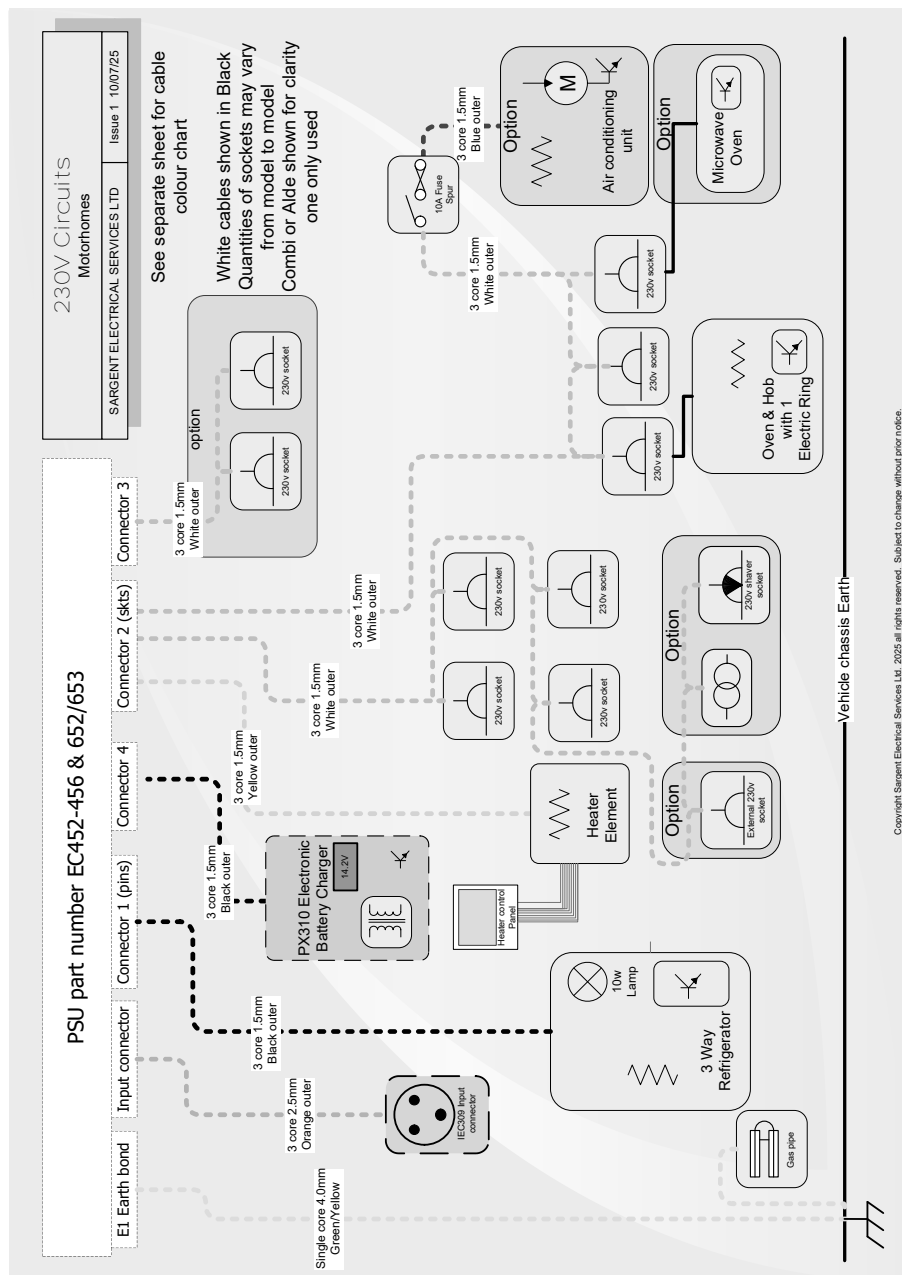 230V Circuits
Motorhomes
SARGENT ELECTRICAL SERVICES LTD
Issue 1 10/07/25
See separate sheet for cable
colour chart
White cables shown in Black
Quantities of sockets may vary
from model to model
Combi or Alde shown for clarity
one only used
PSU part number EC452-456 & 652/653
E1 Earth bond
Input connector
Connector 1 (pins)
Connector 4
Connector 2 (skts)
Connector 3
Single core 4.0mm
Green/Yellow
3 core 2.5mm
Orange outer
3 core 1.5mm
Black outer
3 core 1.5mm
Black outer
3 core 1.5mm
Yellow outer
3 core 1.5mm
White outer
3 core 1.5mm
White outer
3 core 1.5mm
White outer
option
230v socket
230v socket
IEC309 Input
connector
PX310 Electronic
Battery Charger
14.2V
Heater control
Panel
Heater
Element
230v socket
230v socket
230v socket
230v socket
3 core 1.5mm
White outer
10A Fuse
Spur
3 core 1.5mm
Blue outer
Option
M
Air conditioning
unit
Option
Microwave
Oven
230v socket
230v socket
230v socket
Oven & Hob
with 1
Electric Ring
10w
Lamp
3 Way
Refrigerator
Option
External 230v
socket
Option
230v shaver
socket
Gas pipe
Vehicle chassis Earth
Copyright Sargent Electrical Services Ltd. 2025 all rights reserved. Subject to change without prior notice.